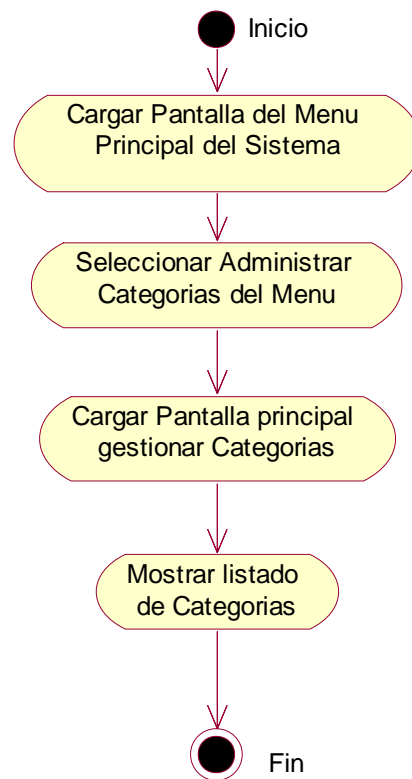 Inicio
Cargar Pantalla del Menu
Principal del Sistema
Seleccionar Administrar
Categorias del Menu
Cargar Pantalla principal
gestionar Categorias
Mostrar listado
de Categorias
Fin